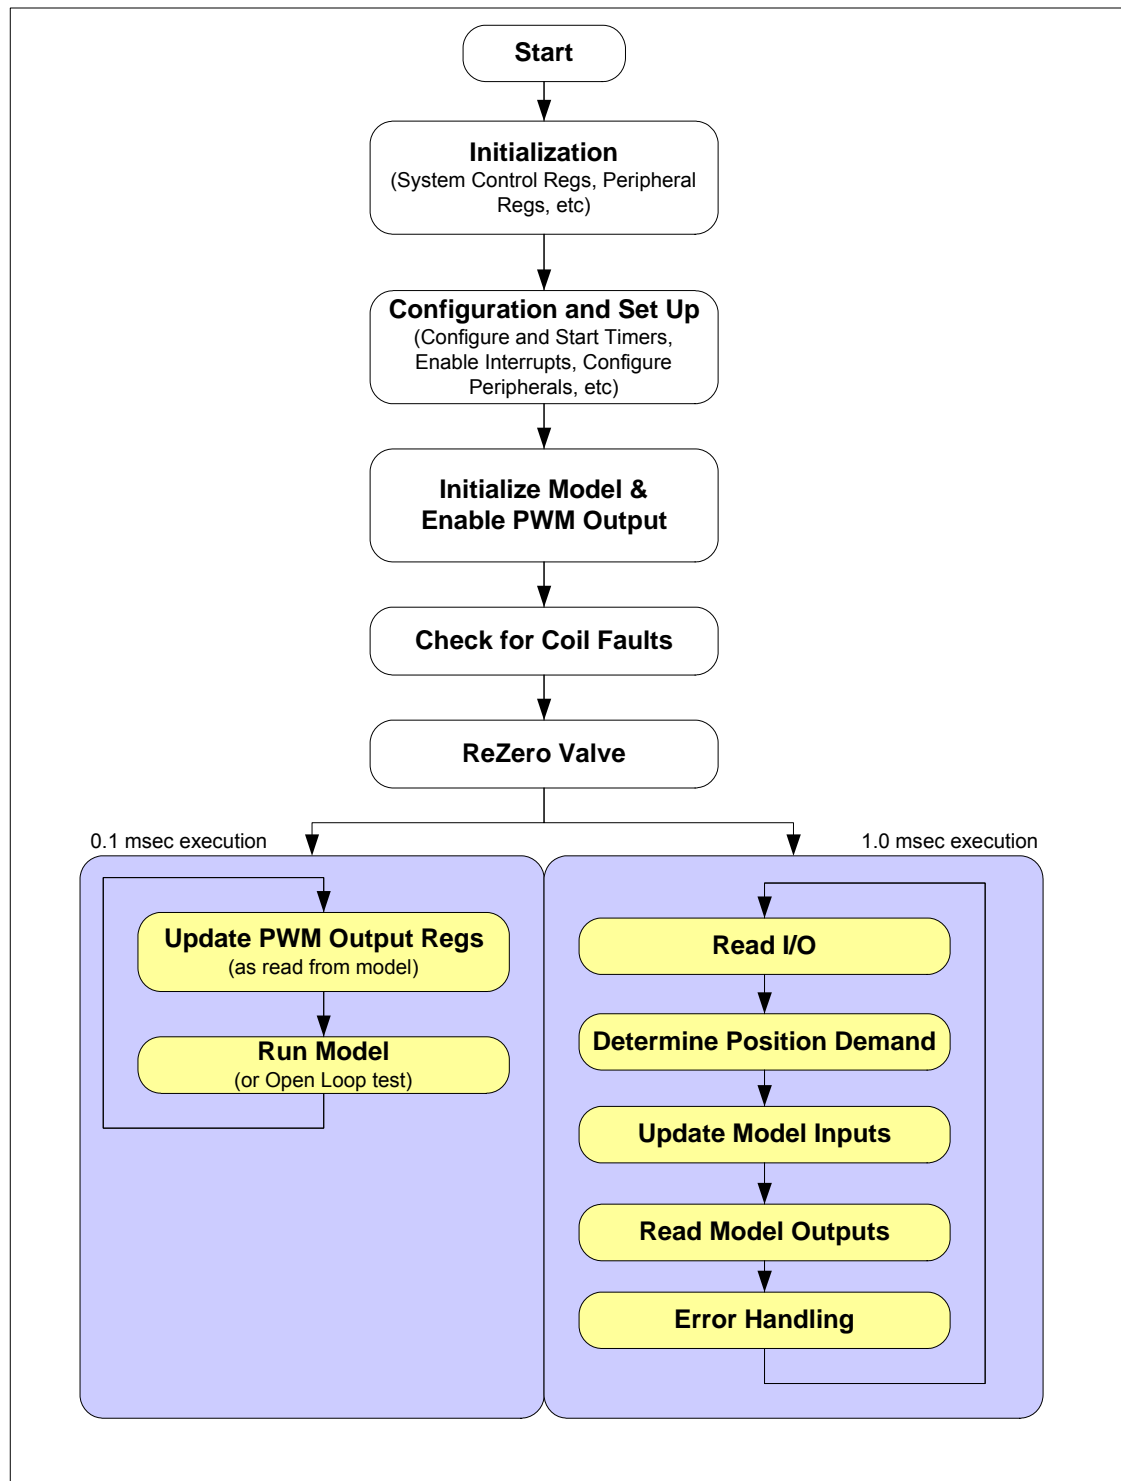 Start
Initialization
(System Control Regs, Peripheral
Regs, etc)
Configuration and Set Up
(Configure and Start Timers,
Enable Interrupts, Configure
Peripherals, etc)
Initialize Model &
Enable PWM Output
Check for Coil Faults
ReZero Valve
0.1 msec execution
Update PWM Output Regs
(as read from model)
Run Model
(or Open Loop test)
1.0 msec execution
Read I/O
Determine Position Demand
Update Model Inputs
Read Model Outputs
Error Handling